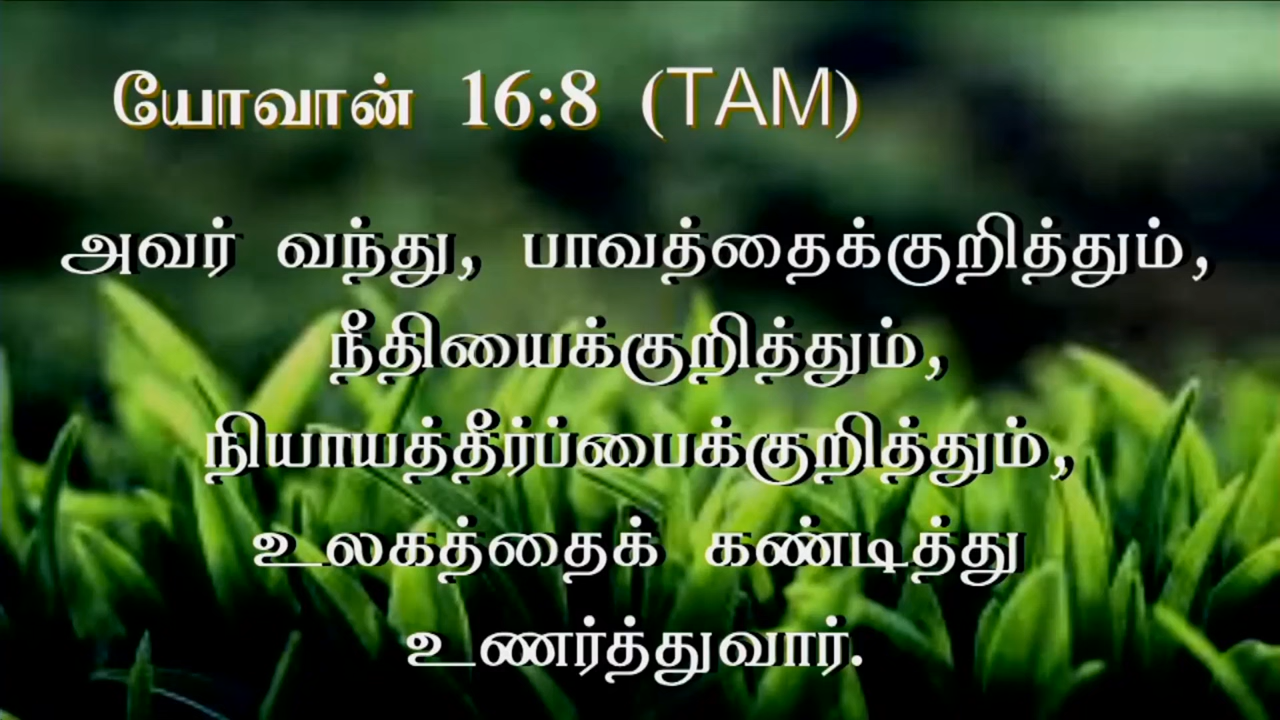 யோவான் 16:8 (TAM)
அவர் வந்து, பாவத்தைக்குறித்தும்,
நீதியைக்குறித்தும்,
நியாயத்தீர்ப்பைக்குறித்தும்,
உலகத்தைக் கண்டித்து
உணர்த்துவார்.